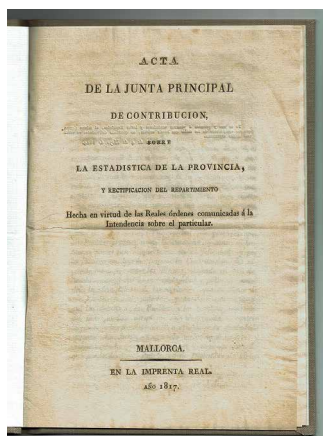 ACTA
DE LA JUNTA PRINCIPAL
DE CONTRIBUCION,
SOBRE
LA ESTADISTICA DE LA PROVINCIA,
Y RECTIFICACION DEL REPARTIMIENTO
Hecha en virtud de las Reales órdenes comunicadas á la
Intendencia sobre el particular.
MALLORCA.
EN LA IMPRENTA REAL.
AÑO 1817.